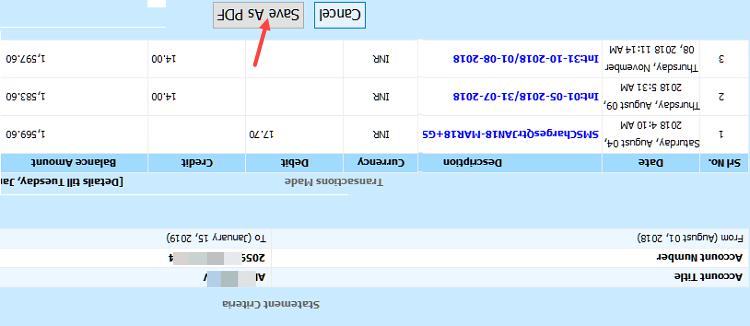 Statement Criteria
Account Title Al /
Account Number 2059 4
From (August 01, 2018) To (January 15, 2019)
Transactions Made [Details till Tuesday, Jan
Srl No. Date Description Currency Debit Credit Balance Amount
1 Saturday, August 04, 2018 4:10 AM SMSChargesqtrJAN18-MAR18+GS INR 17.70 1,569.60
2 Thursday, August 09, 2018 5:31 AM Int:01-05-2018/31-07-2018 INR 14.00 1,583.60
3 Thursday, November 08, 2018 11:14 AM Int:31-10-2018/01-08-2018 INR 14.00 1,597.60
Cancel Save As PDF